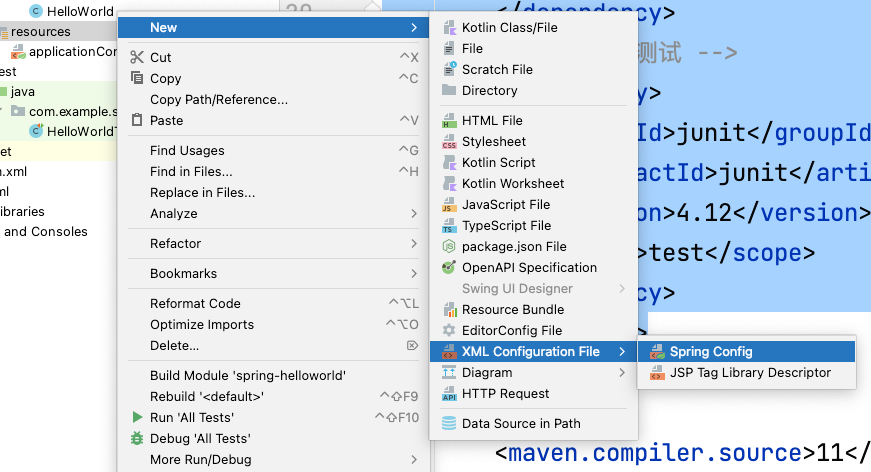 HelloWorld
resources
applicationCor
est
java
com.example.s
HelloWorldT
et
.xml
ml
ibraries
and Consoles
New
Cut ^X
Copy ^C
Copy Path/Reference...
Paste ^V
Find Usages ^G
Find in Files... ^H
Replace in Files...
Analyze
Refactor
Bookmarks
Reformat Code ^⌥L
Optimize Imports ^⌥O
Delete... ⌦
Build Module 'spring-helloworld'
Rebuild '<default>' ^⇧F9
Run 'All Tests' ^⇧F10
Debug 'All Tests'
More Run/Debug
Kotlin Class/File
File
Scratch File
Directory
HTML File
Stylesheet
Kotlin Script
Kotlin Worksheet
JavaScript File
TypeScript File
package.json File
OpenAPI Specification
Swing UI Designer
Resource Bundle
EditorConfig File
XML Configuration File
Diagram
HTTP Request
Data Source in Path
Spring Config
JSP Tag Library Descriptor
</dependency>
测试 -->
y>
Id>junit</groupId
actId>junit</arti
on>4.12</version>
>test</scope>
cy>
>
<maven.compiler.source>11</